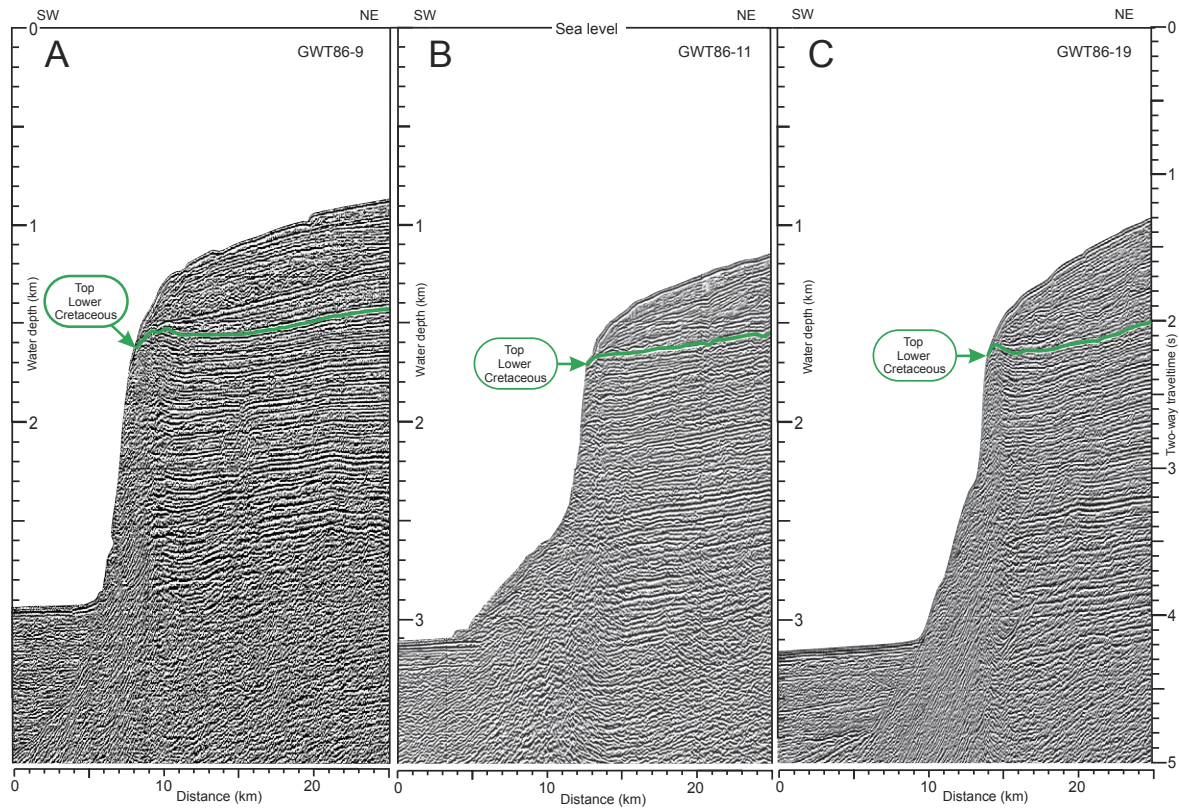 SW NE
SW NE
SW NE
Sea level
A
GWT86-9
B
GWT86-11
C
GWT86-19
0
1
2
Water depth (km)
Top
Lower
Cretaceous
0 10 20
Distance (km)
1
2
3
Water depth (km)
Top
Lower
Cretaceous
0 10 20
Distance (km)
1
2
3
Water depth (km)
Top
Lower
Cretaceous
0 10 20
Distance (km)
0
1
2
3
4
5
Two-way traveltime (s)